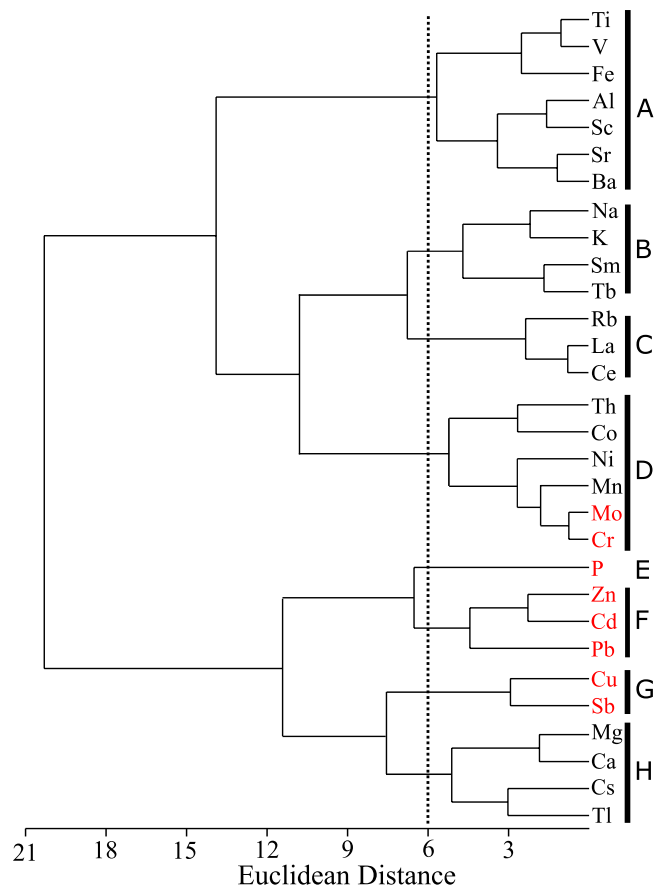 Ti
V
Fe
Al
Sc
Sr
Ba
A
Na
K
Sm
Tb
B
Rb
La
Ce
C
Th
Co
Ni
Mn
Mo
Cr
D
P
E
Zn
Cd
Pb
F
Cu
Sb
G
Mg
Ca
Cs
Tl
H
21 18 15 12 9 6 3
Euclidean Distance